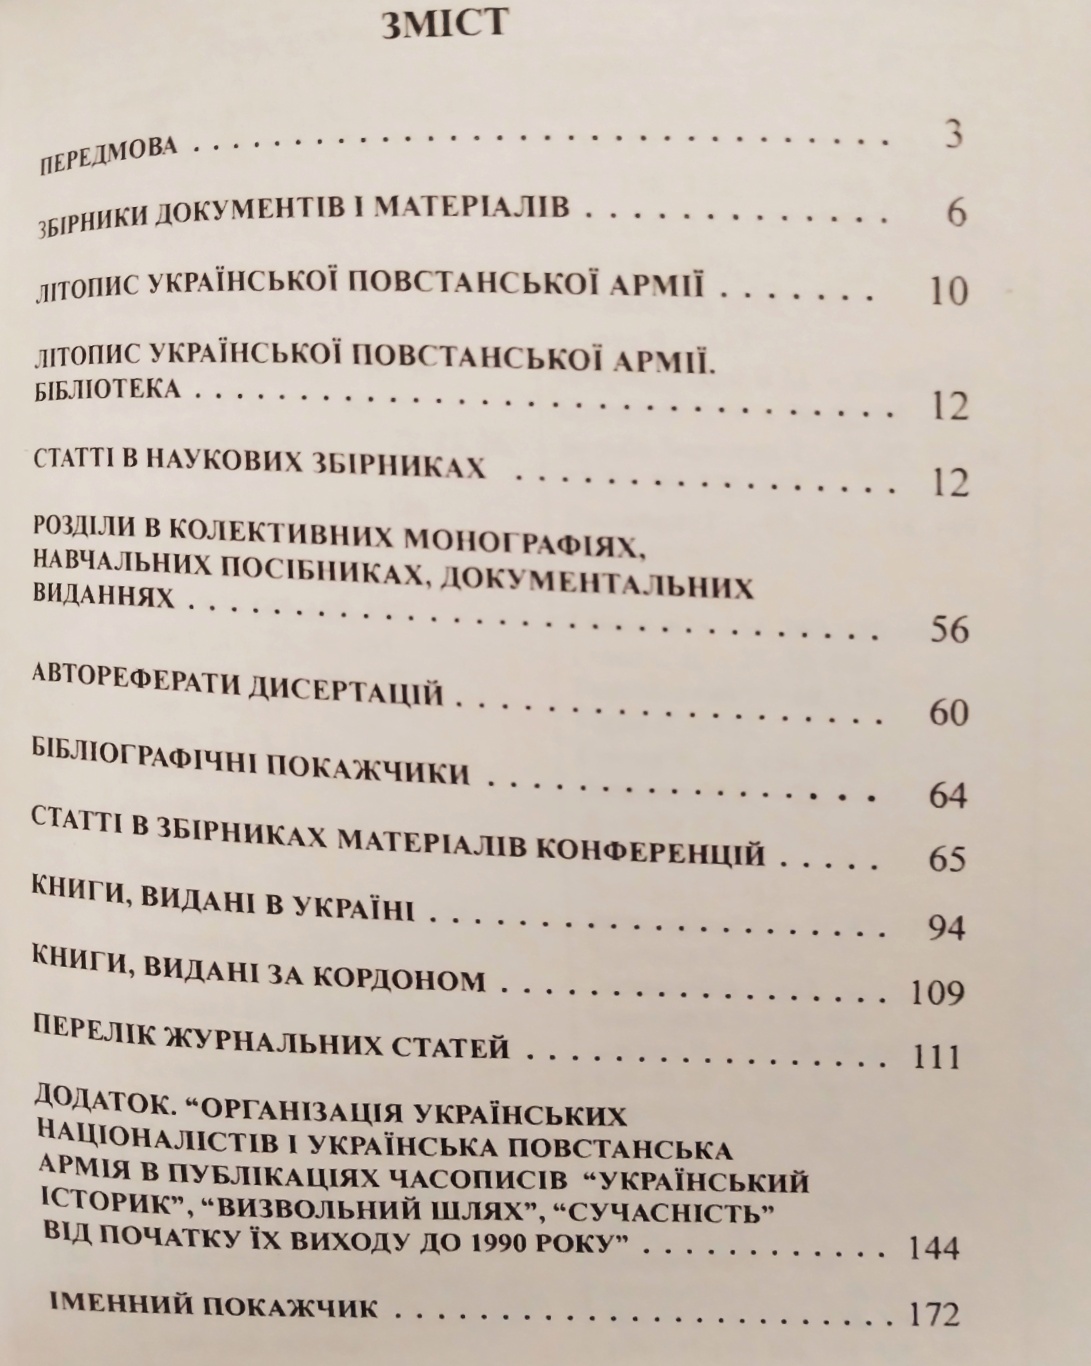 ЗМІСТ
ПЕРЕДМОВА . . . . . . . . . . . . . . . . . . . . . . . . . . . . . . 3
ЗБІРНИКИ ДОКУМЕНТІВ І МАТЕРІАЛІВ . . . . . . . . . . . . . 6
ЛІТОПИС УКРАЇНСЬКОЇ ПОВСТАНСЬКОЇ АРМІЇ . . . . . . . 10
ЛІТОПИС УКРАЇНСЬКОЇ ПОВСТАНСЬКОЇ АРМІЇ.
БІБЛІОТЕКА . . . . . . . . . . . . . . . . . . . . . . . . . . . . . . 12
СТАТТІ В НАУКОВИХ ЗБІРНИКАХ . . . . . . . . . . . . . . . . . 12
РОЗДІЛИ В КОЛЕКТИВНИХ МОНОГРАФІЯХ,
НАВЧАЛЬНИХ ПОСІБНИКАХ, ДОКУМЕНТАЛЬНИХ
ВИДАННЯХ . . . . . . . . . . . . . . . . . . . . . . . . . . . . . . 56
АВТОРЕФЕРАТИ ДИСЕРТАЦІЙ . . . . . . . . . . . . . . . . . . . 60
БІБЛІОГРАФІЧНІ ПОКАЖЧИКИ . . . . . . . . . . . . . . . . . 64
СТАТТІ В ЗБІРНИКАХ МАТЕРІАЛІВ КОНФЕРЕНЦІЙ . . . . . 65
КНИГИ, ВИДАНІ В УКРАЇНІ . . . . . . . . . . . . . . . . . . . . 94
КНИГИ, ВИДАНІ ЗА КОРДОНОМ . . . . . . . . . . . . . . . . . 109
ПЕРЕЛІК ЖУРНАЛЬНИХ СТАТЕЙ . . . . . . . . . . . . . . . . 111
ДОДАТОК. “ОРГАНІЗАЦІЯ УКРАЇНСЬКИХ
НАЦІОНАЛІСТІВ І УКРАЇНСЬКА ПОВСТАНСЬКА
АРМІЯ В ПУБЛІКАЦІЯХ ЧАСОПИСІВ “УКРАЇНСЬКИЙ
ІСТОРИК”, “ВИЗВОЛЬНИЙ ШЛЯХ”, “СУЧАСНІСТЬ”
ВІД ПОЧАТКУ ЇХ ВИХОДУ ДО 1990 РОКУ” . . . . . . . . . . . 144
ІМЕННИЙ ПОКАЖЧИК . . . . . . . . . . . . . . . . . . . . . . 172